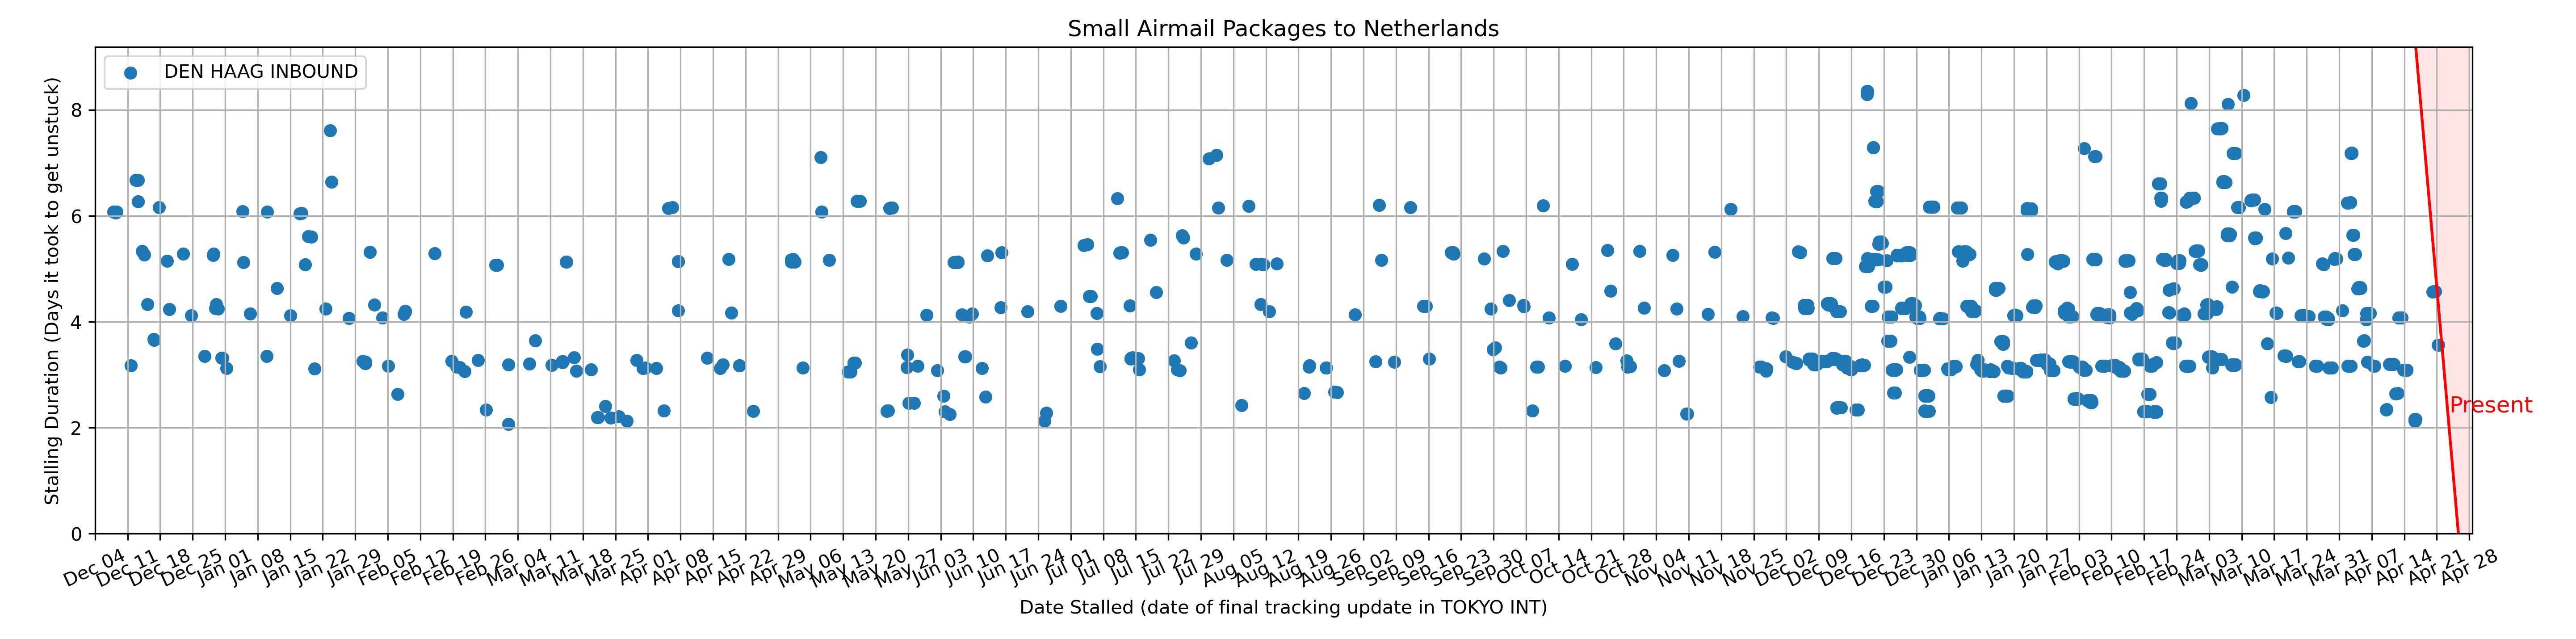 Small Airmail Packages to Netherlands
DEN HAAG INBOUND
Stalling Duration (Days it took to get unstuck)
8
6
4
2
0
Present
Dec 04
Dec 11
Dec 18
Dec 25
Jan 01
Jan 08
Jan 15
Jan 22
Jan 29
Feb 05
Feb 12
Feb 19
Feb 26
Mar 04
Mar 11
Mar 18
Mar 25
Apr 01
Apr 08
Apr 15
Apr 22
Apr 29
May 06
May 13
May 20
May 27
Jun 03
Jun 10
Jun 17
Jun 24
Jul 01
Jul 08
Jul 15
Jul 22
Jul 29
Aug 05
Aug 12
Aug 19
Aug 26
Sep 02
Sep 09
Sep 16
Sep 23
Sep 30
Oct 07
Oct 14
Oct 21
Oct 28
Nov 04
Nov 11
Nov 18
Nov 25
Dec 02
Dec 09
Dec 16
Dec 23
Dec 30
Jan 06
Jan 13
Jan 20
Jan 27
Feb 03
Feb 10
Feb 17
Feb 24
Mar 03
Mar 10
Mar 17
Mar 24
Mar 31
Apr 07
Apr 14
Apr 21
Apr 28
Date Stalled (date of final tracking update in TOKYO INT)